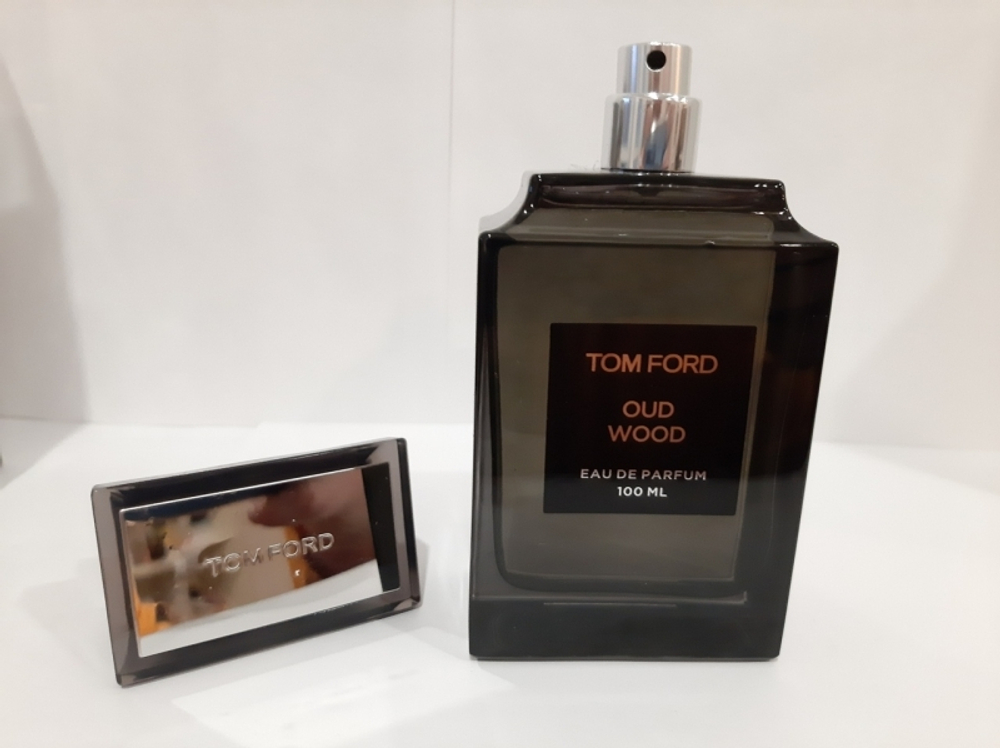 TOM FORD
OUD
WOOD
EAU DE PARFUM
100 ML
TOM FORD